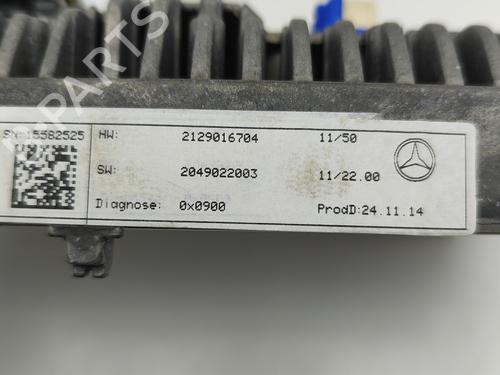 B-PARTS
SN:15582525 HW: 2129016704 11/50
SW: 2049022003 11/22.00
Diagnose: 0x0900 ProdD:24.11.14